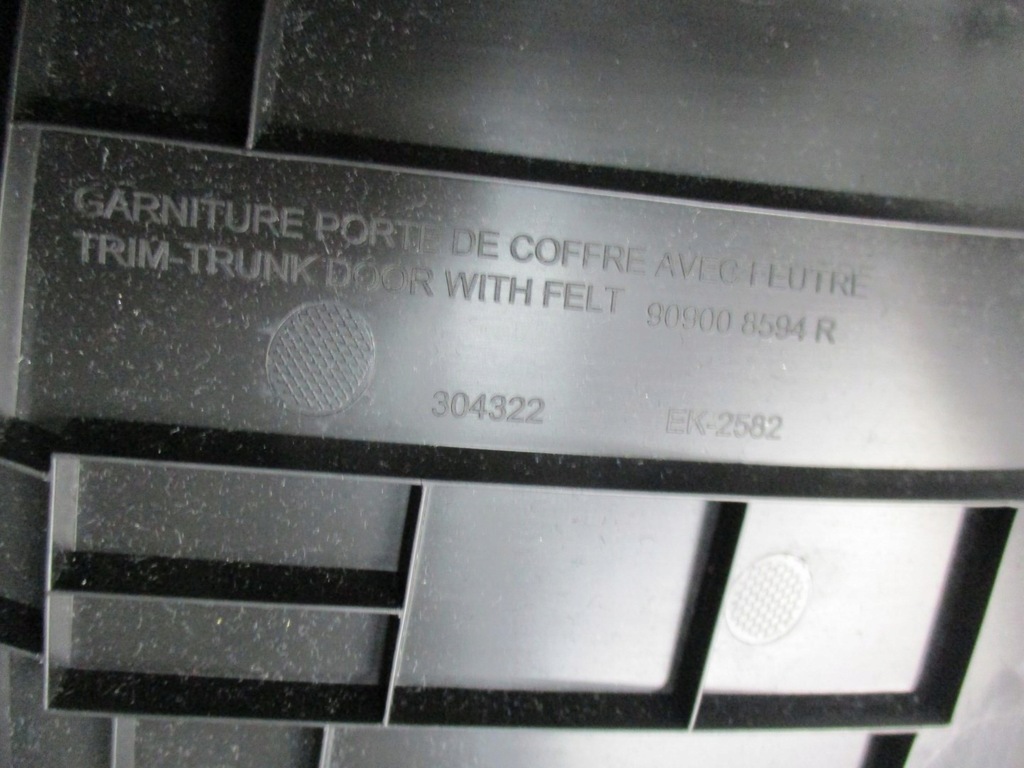 GARNITURE PORTE DE COFFRE AVEC FEUTRE
TRIM-TRUNK DOOR WITH FELT 90900 8594 R
304322 EK-2582